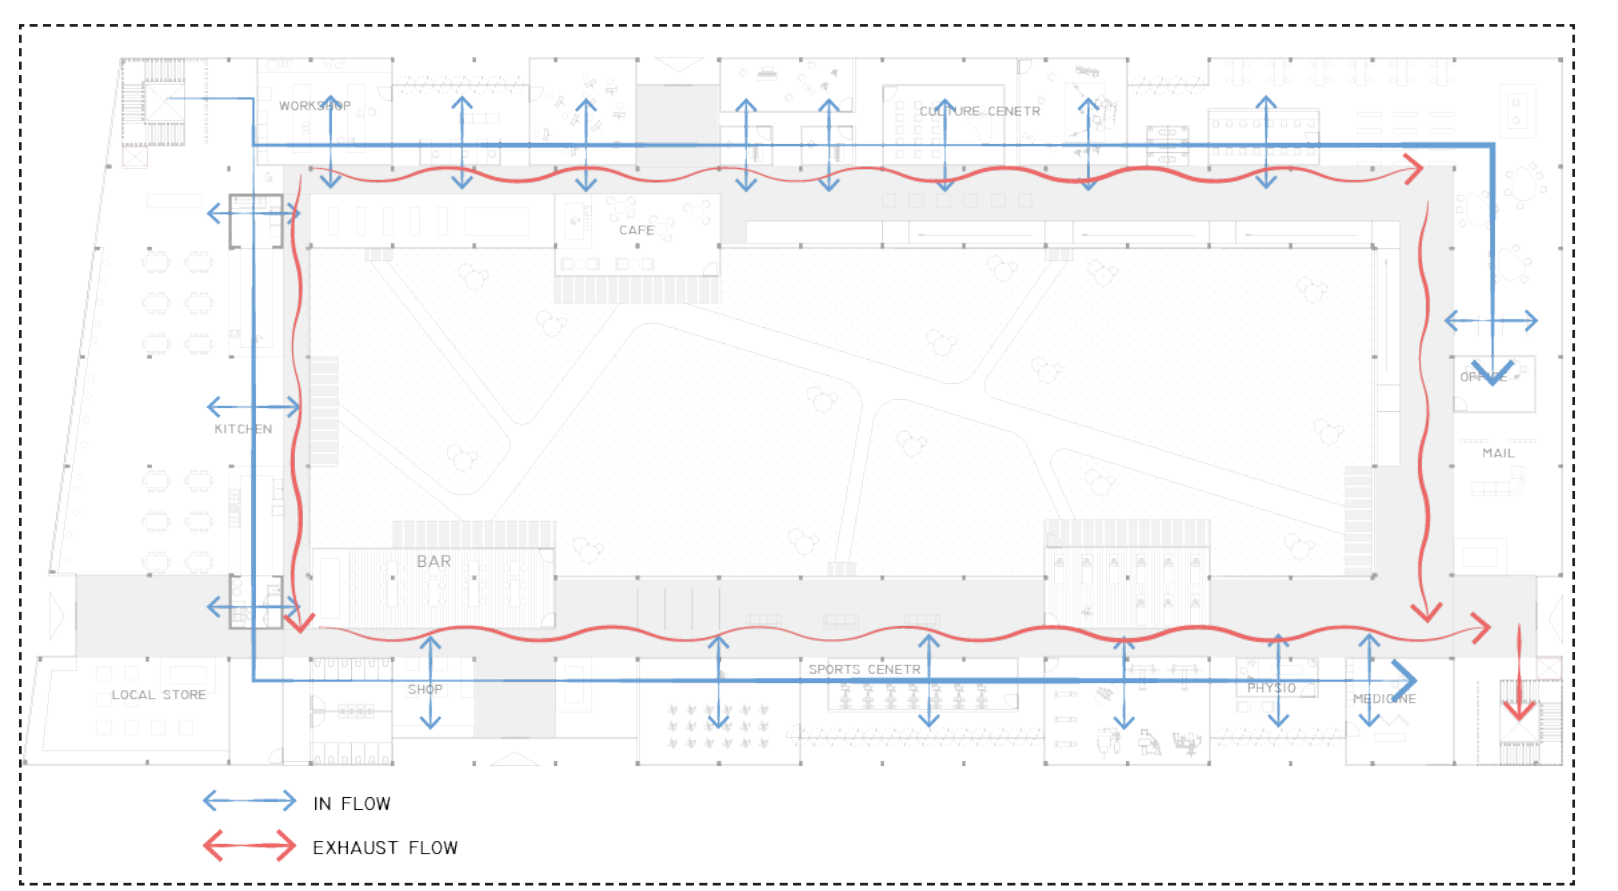 WORKSHOP
CULTURE CENETR
CAFE
OFFICE
KITCHEN
MAIL
BAR
SPORTS CENETR
LOCAL STORE
SHOP
PHYSIO
MEDICINE
IN FLOW
EXHAUST FLOW